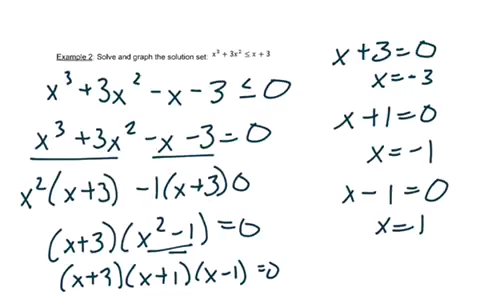 Example 2: Solve and graph the solution set: x³ + 3x² ≤ x + 3
x³ + 3x² - x - 3 ≤ 0
x³ + 3x² - x - 3 = 0
x²(x+3) -1(x+3) 0
(x+3)(x²-1) = 0
(x+3)(x+1)(x-1) = 0
x + 3 = 0
x = -3
x + 1 = 0
x = -1
x - 1 = 0
x = 1